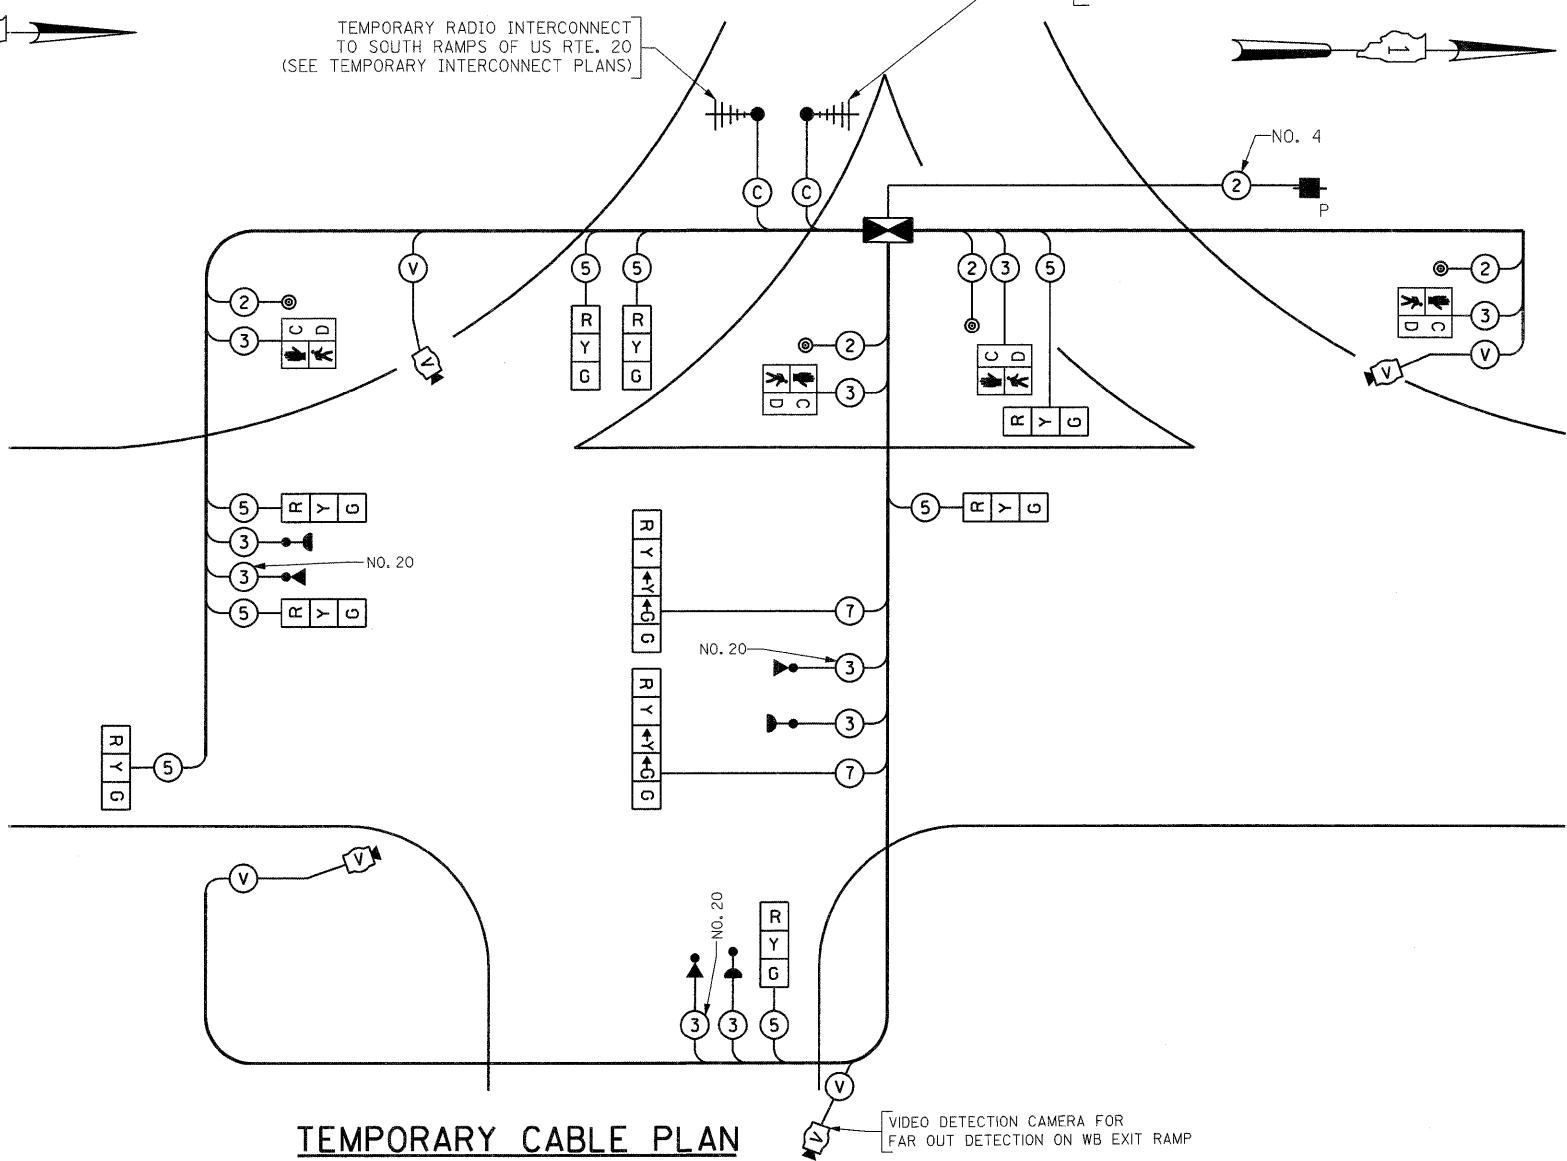 TEMPORARY RADIO INTERCONNECT
TO SOUTH RAMPS OF US RTE. 20
(SEE TEMPORARY INTERCONNECT PLANS)
1
NO. 4
C
C
2
P
V
5
5
2
3
5
2
2
3
C D
R
Y
G
R
Y
G
V
2
3
C D
C D
R Y G
3
C D
V
V
5
R Y G
3
3
NO. 20
5
R Y G
5
R Y G
R
Y
Y
G
G
7
NO. 20
3
3
R
Y
Y
G
G
7
R
Y
G
5
V
V
NO. 20
R
Y
G
3
3
5
V
V
VIDEO DETECTION CAMERA FOR
FAR OUT DETECTION ON WB EXIT RAMP
TEMPORARY CABLE PLAN